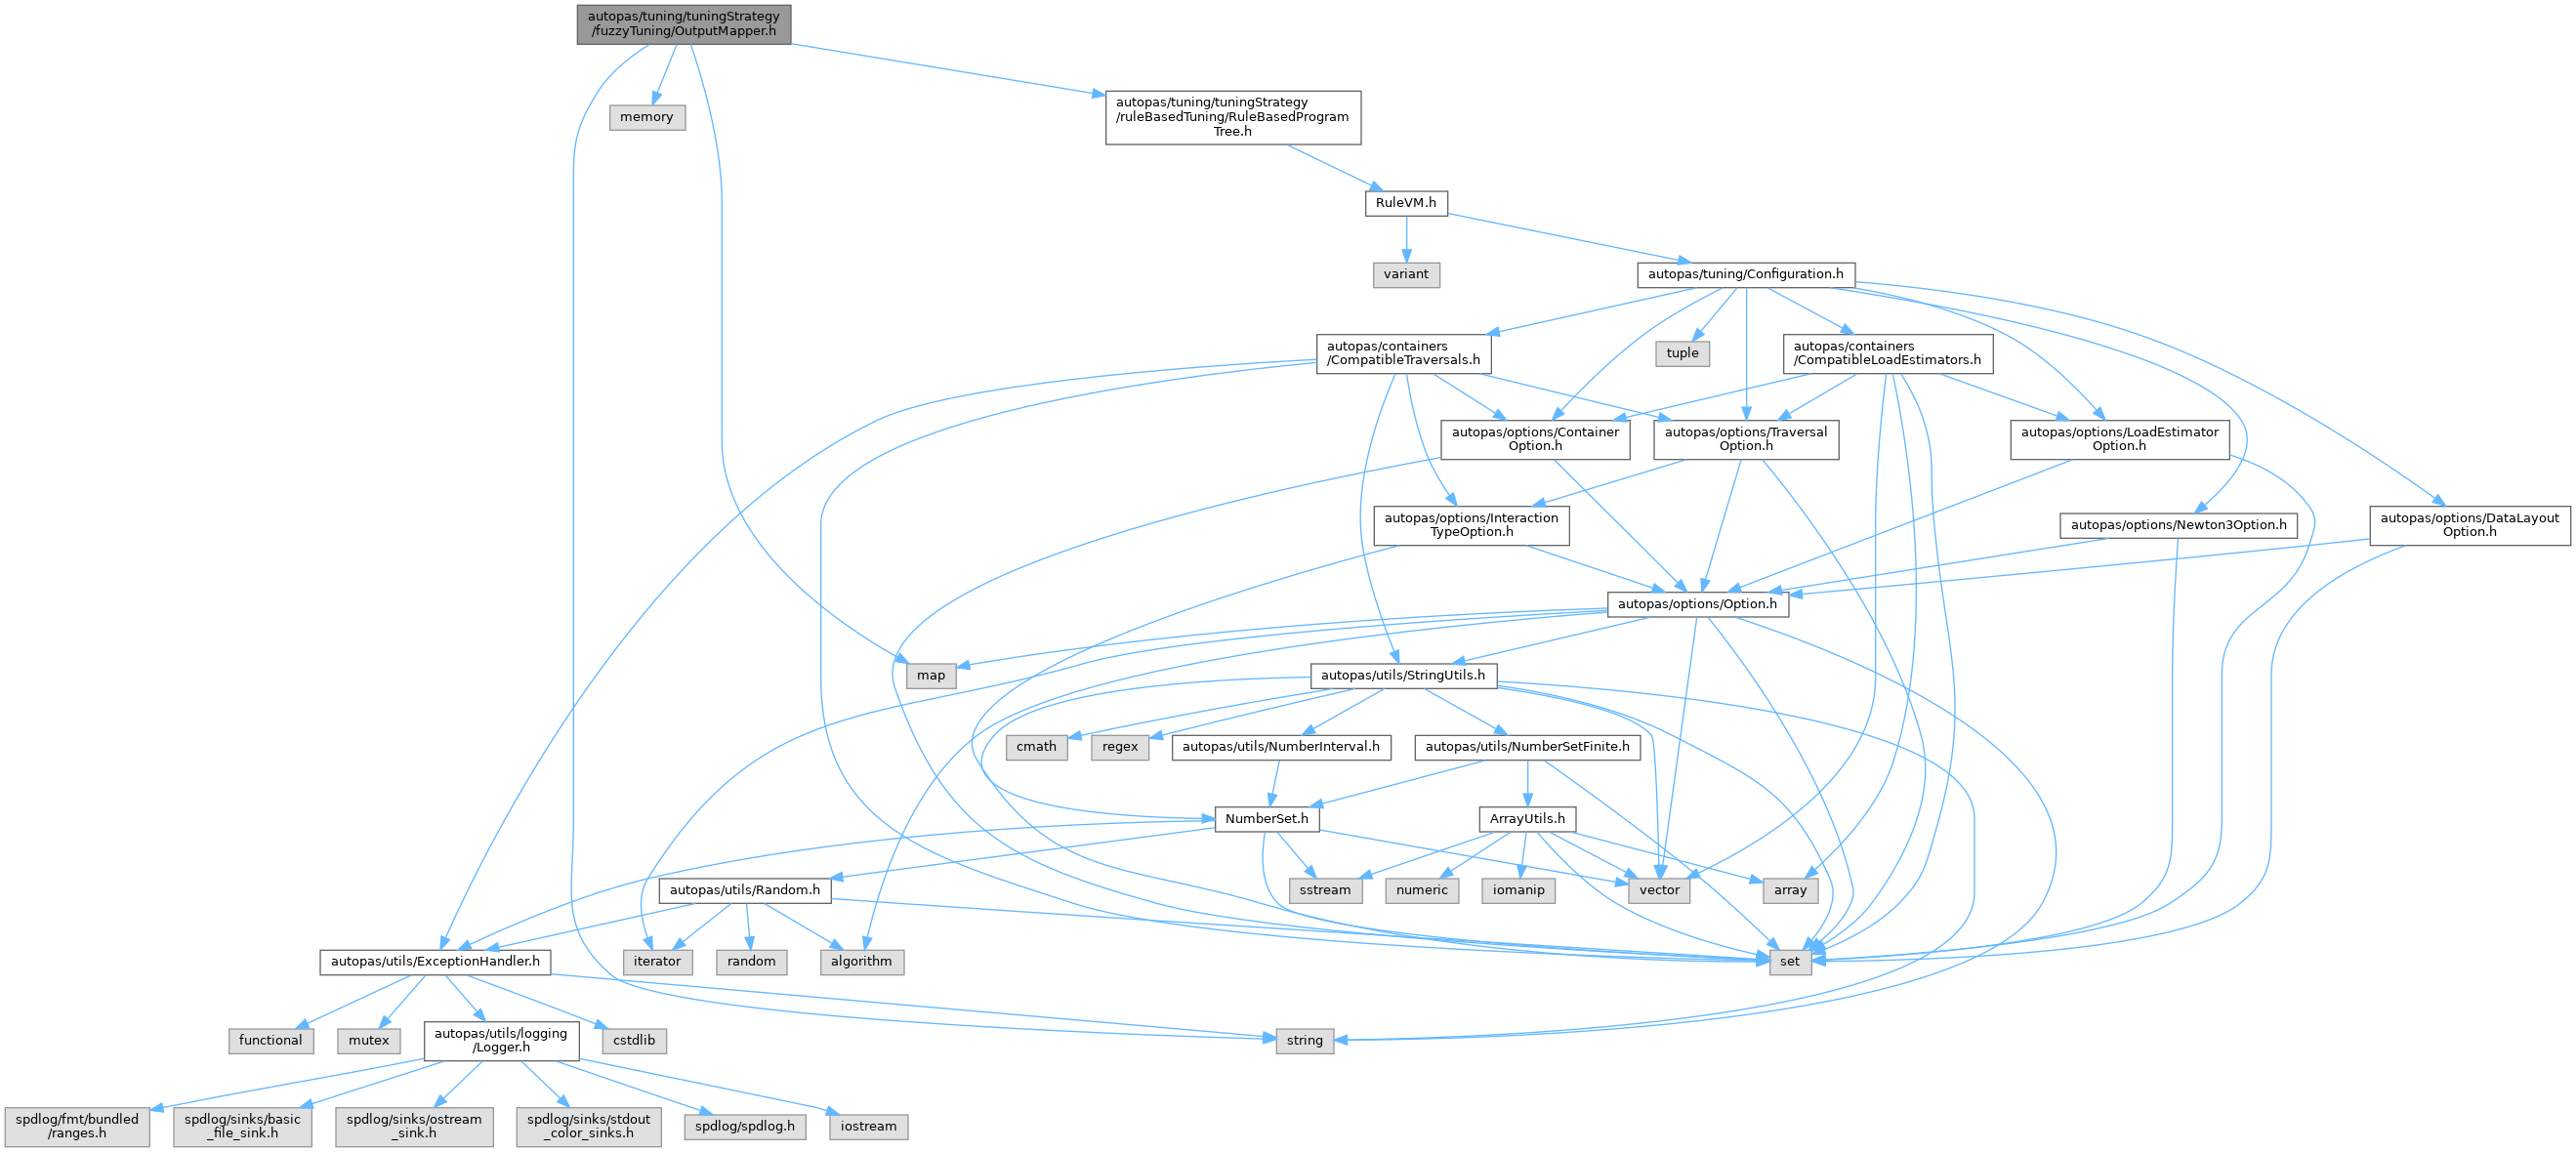 autopas/tuning/tuningStrategy
/fuzzyTuning/OutputMapper.h
memory
autopas/tuning/tuningStrategy
/ruleBasedTuning/RuleBasedProgram
Tree.h
RuleVM.h
variant
autopas/tuning/Configuration.h
autopas/containers
/CompatibleTraversals.h
tuple
autopas/containers
/CompatibleLoadEstimators.h
autopas/options/Container
Option.h
autopas/options/Traversal
Option.h
autopas/options/LoadEstimator
Option.h
autopas/options/Interaction
TypeOption.h
autopas/options/Newton3Option.h
autopas/options/DataLayout
Option.h
autopas/options/Option.h
map
autopas/utils/StringUtils.h
cmath
regex
autopas/utils/NumberInterval.h
autopas/utils/NumberSetFinite.h
NumberSet.h
ArrayUtils.h
autopas/utils/Random.h
sstream
numeric
iomanip
vector
array
autopas/utils/ExceptionHandler.h
iterator
random
algorithm
set
functional
mutex
autopas/utils/logging
/Logger.h
cstdlib
string
spdlog/fmt/bundled
/ranges.h
spdlog/sinks/basic
_file_sink.h
spdlog/sinks/ostream
_sink.h
spdlog/sinks/stdout
_color_sinks.h
spdlog/spdlog.h
iostream